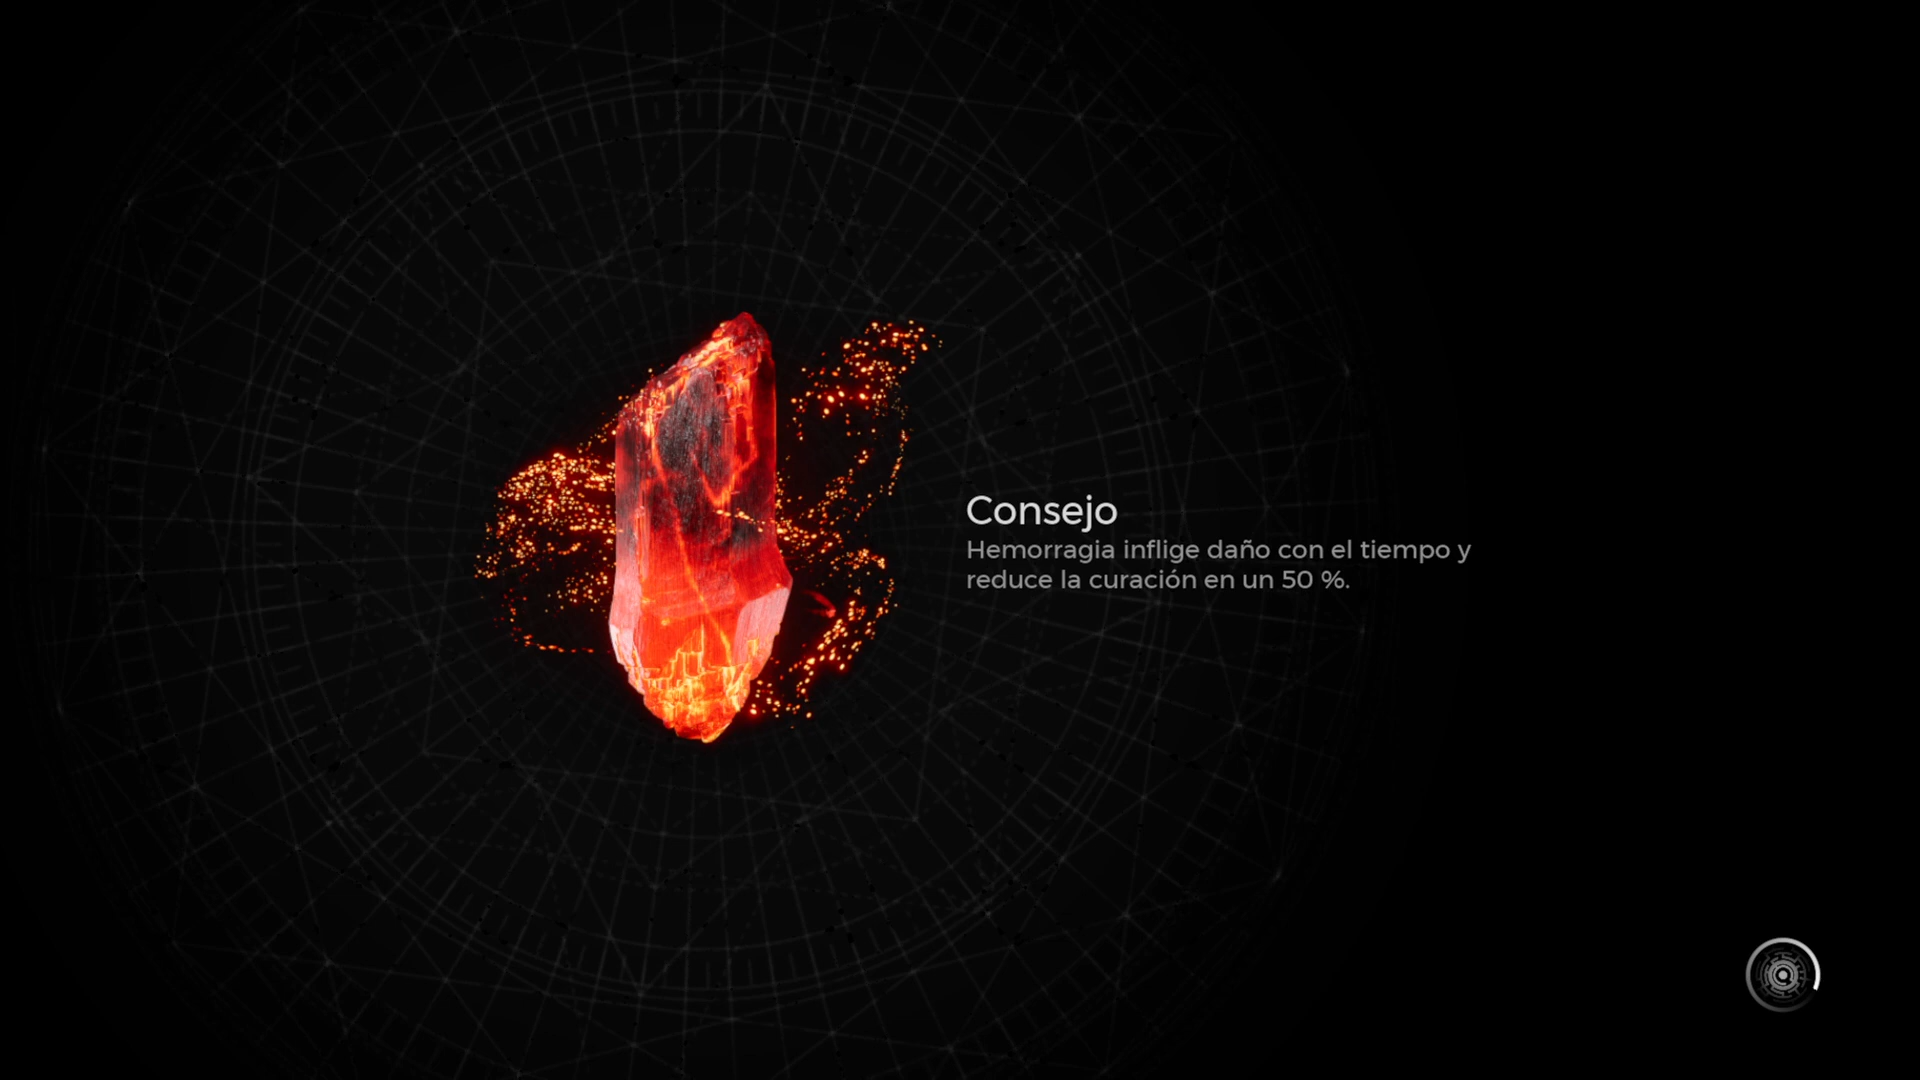 Consejo
Hemorragia inflige daño con el tiempo y
reduce la curación en un 50 %.